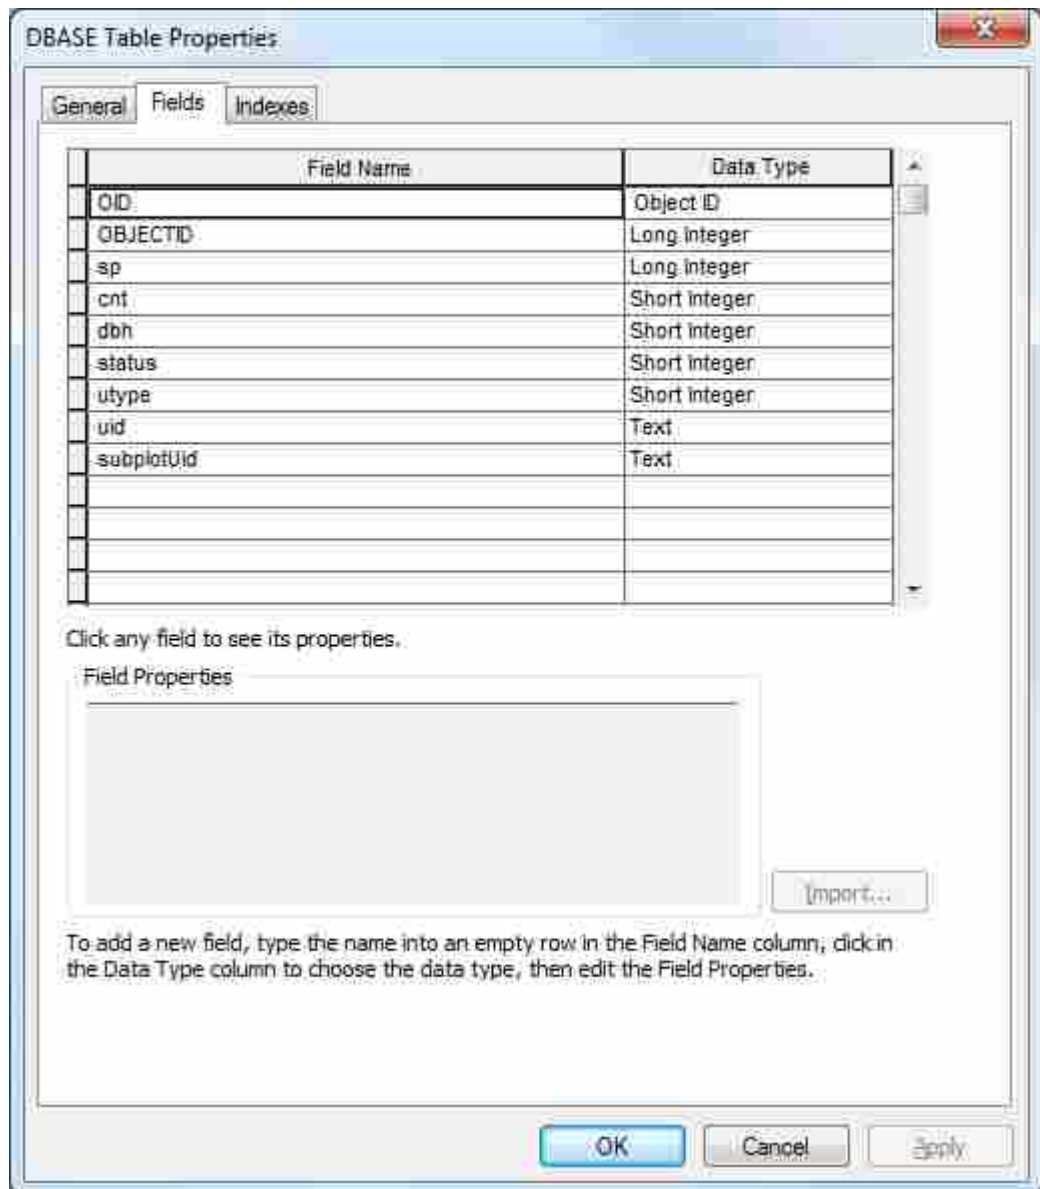 DBASE Table Properties
General Fields Indexes
Field Name Data Type
OID Object ID
OBJECTID Long Integer
sp Long Integer
cnt Short Integer
dbh Short Integer
status Short Integer
utype Short Integer
uid Text
subplotUid Text
Click any field to see its properties.
Field Properties
Import...
To add a new field, type the name into an empty row in the Field Name column, click in
the Data Type column to choose the data type, then edit the Field Properties.
OK Cancel Apply